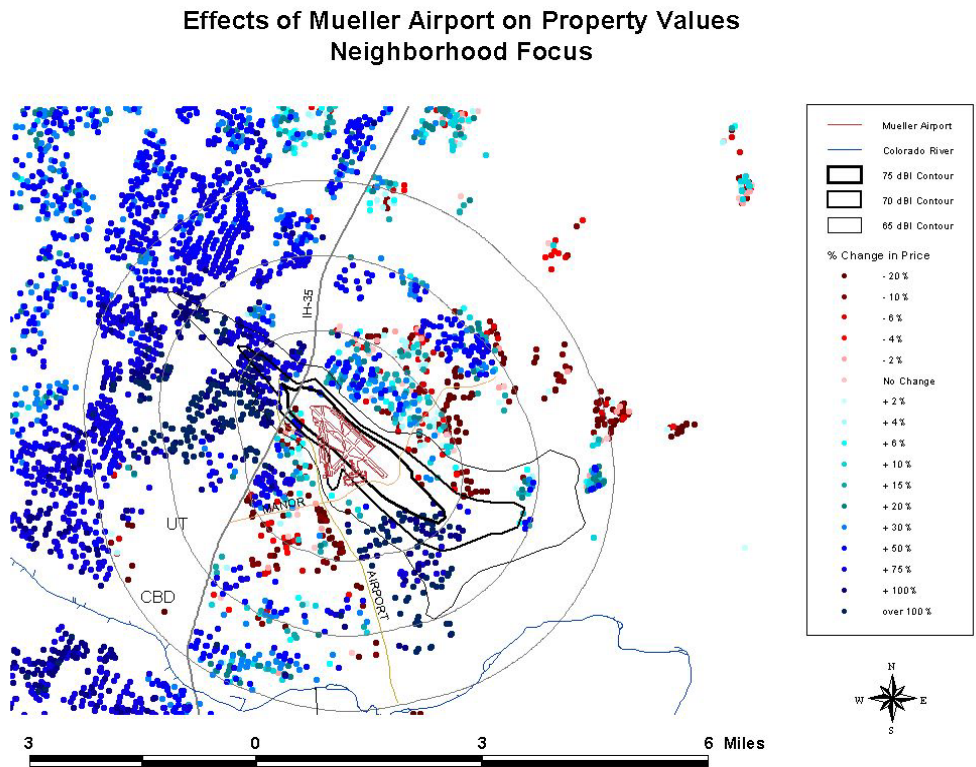 Effects of Mueller Airport on Property Values
Neighborhood Focus
Mueller Airport
Colorado River
75 dBl Contour
70 dBl Contour
65 dBl Contour
% Change in Price
- 20%
- 10%
- 6%
- 4%
- 2%
No Change
+ 2%
+ 4%
+ 6%
+ 10%
+ 15%
+ 20%
+ 30%
+ 50%
+ 75%
+ 100%
over 100%
IH-35
MANOR
UT
AIRPORT
CBD
N
W E
S
3 0 3 6 Miles